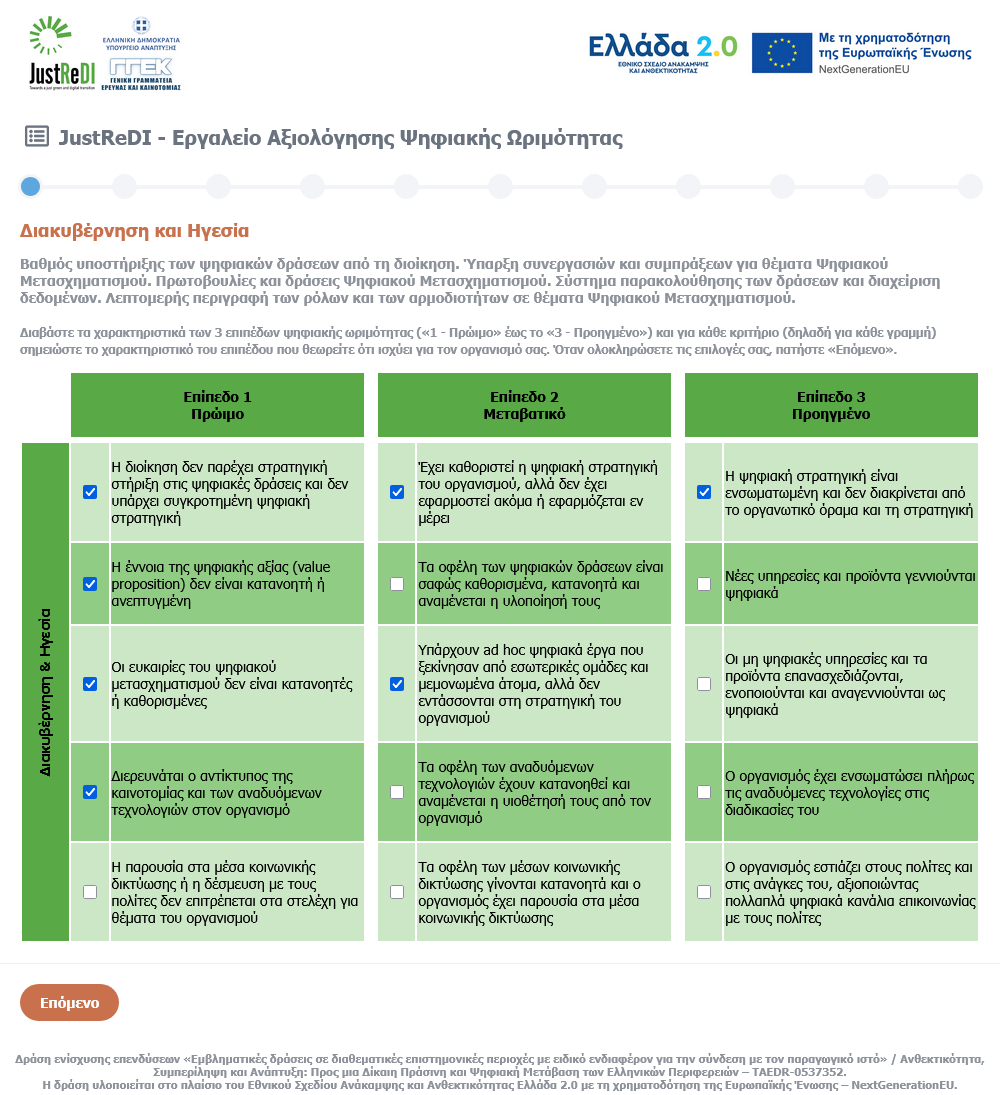 JustReDI
Towards a just green and digital transition
ΕΛΛΗΝΙΚΗ ΔΗΜΟΚΡΑΤΙΑ
ΥΠΟΥΡΓΕΙΟ ΑΝΑΠΤΥΞΗΣ
ΓΓΕΚ
ΓΕΝΙΚΗ ΓΡΑΜΜΑΤΕΙΑ
ΕΡΕΥΝΑΣ ΚΑΙ ΚΑΙΝΟΤΟΜΙΑΣ
Ελλάδα 2.0
ΕΘΝΙΚΟ ΣΧΕΔΙΟ ΑΝΑΚΑΜΨΗΣ
ΚΑΙ ΑΝΘΕΚΤΙΚΟΤΗΤΑΣ
Με τη χρηματοδότηση
της Ευρωπαϊκής Ένωσης
NextGenerationEU
JustReDI - Εργαλείο Αξιολόγησης Ψηφιακής Ωριμότητας
Διακυβέρνηση και Ηγεσία
Βαθμός υποστήριξης των ψηφιακών δράσεων από τη διοίκηση. Ύπαρξη συνεργασιών και συμπράξεων για θέματα Ψηφιακού
Μετασχηματισμού. Πρωτοβουλίες και δράσεις Ψηφιακού Μετασχηματισμού. Σύστημα παρακολούθησης των δράσεων και διαχείριση
δεδομένων. Λεπτομερής περιγραφή των ρόλων και των αρμοδιοτήτων σε θέματα Ψηφιακού Μετασχηματισμού.
Διαβάστε τα χαρακτηριστικά των 3 επιπέδων ψηφιακής ωριμότητας («1 - Πρώιμο» έως το «3 - Προηγμένο») και για κάθε κριτήριο (δηλαδή για κάθε γραμμή)
σημειώστε το χαρακτηριστικό του επιπέδου που θεωρείτε ότι ισχύει για τον οργανισμό σας. Όταν ολοκληρώσετε τις επιλογές σας, πατήστε «Επόμενο».
Επίπεδο 1
Πρώιμο
Επίπεδο 2
Μεταβατικό
Επίπεδο 3
Προηγμένο
Διακυβέρνηση & Ηγεσία
Η διοίκηση δεν παρέχει στρατηγική
στήριξη στις ψηφιακές δράσεις και δεν
υπάρχει συγκροτημένη ψηφιακή
στρατηγική
Έχει καθοριστεί η ψηφιακή στρατηγική
του οργανισμού, αλλά δεν έχει
εφαρμοστεί ακόμα ή εφαρμόζεται εν
μέρει
Η ψηφιακή στρατηγική είναι
ενσωματωμένη και δεν διακρίνεται από
το οργανωτικό όραμα και τη στρατηγική
Η έννοια της ψηφιακής αξίας (value
proposition) δεν είναι κατανοητή ή
ανεπτυγμένη
Τα οφέλη των ψηφιακών δράσεων είναι
σαφώς καθορισμένα, κατανοητά και
αναμένεται η υλοποίησή τους
Νέες υπηρεσίες και προϊόντα γεννιούνται
ψηφιακά
Οι ευκαιρίες του ψηφιακού
μετασχηματισμού δεν είναι κατανοητές
ή καθορισμένες
Υπάρχουν ad hoc ψηφιακά έργα που
ξεκίνησαν από εσωτερικές ομάδες και
μεμονωμένα άτομα, αλλά δεν
εντάσσονται στη στρατηγική του
οργανισμού
Οι μη ψηφιακές υπηρεσίες και τα
προϊόντα επανασχεδιάζονται,
ενοποιούνται και αναγεννιούνται ως
ψηφιακά
Διερευνάται ο αντίκτυπος της
καινοτομίας και των αναδυόμενων
τεχνολογιών στον οργανισμό
Τα οφέλη των αναδυόμενων
τεχνολογιών έχουν κατανοηθεί και
αναμένεται η υιοθέτησή τους από τον
οργανισμό
Ο οργανισμός έχει ενσωματώσει πλήρως
τις αναδυόμενες τεχνολογίες στις
διαδικασίες του
Η παρουσία στα μέσα κοινωνικής
δικτύωσης ή η δέσμευση με τους
πολίτες δεν επιτρέπεται στα στελέχη για
θέματα του οργανισμού
Τα οφέλη των μέσων κοινωνικής
δικτύωσης γίνονται κατανοητά και ο
οργανισμός έχει παρουσία στα μέσα
κοινωνικής δικτύωσης
Ο οργανισμός εστιάζει στους πολίτες και
στις ανάγκες του, αξιοποιώντας
πολλαπλά ψηφιακά κανάλια επικοινωνίας
με τους πολίτες
Επόμενο
Δράση ενίσχυσης επενδύσεων «Εμβληματικές δράσεις σε διαθεματικές επιστημονικές περιοχές με ειδικό ενδιαφέρον για την σύνδεση με τον παραγωγικό ιστό» / Ανθεκτικότητα,
Συμπερίληψη και Ανάπτυξη: Προς μια Δίκαιη Πράσινη και Ψηφιακή Μετάβαση των Ελληνικών Περιφερειών – TAEDR-0537352.
Η δράση υλοποιείται στο πλαίσιο του Εθνικού Σχεδίου Ανάκαμψης και Ανθεκτικότητας Ελλάδα 2.0 με τη χρηματοδότηση της Ευρωπαϊκής Ένωσης – NextGenerationEU.